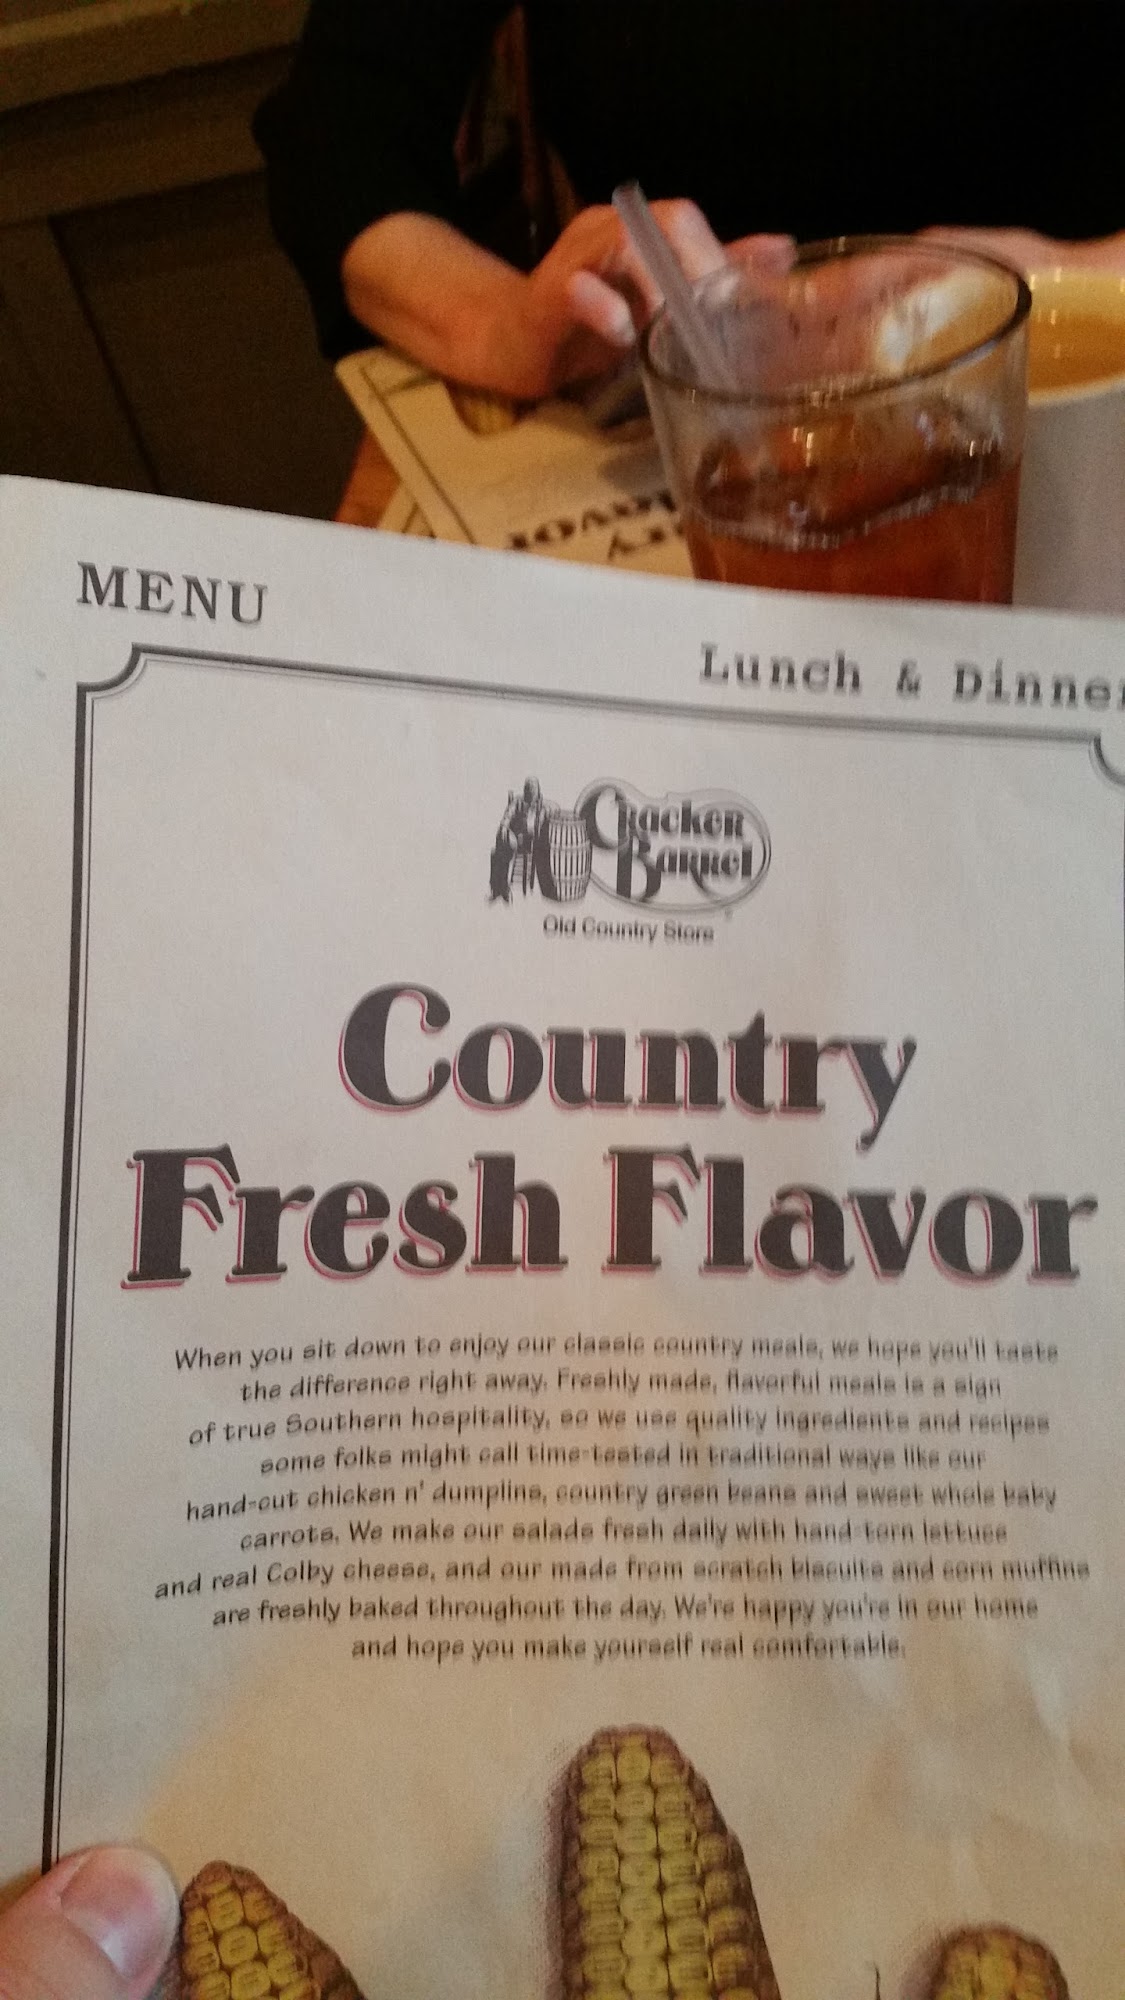 MENU
Lunch & Dinner
Cracker
Barrel
Old Country Store
Country
Fresh Flavor
When you sit down to enjoy our classic country meals, we hope you'll taste
the difference right away. Freshly made, flavorful meals is a sign
of true Southern hospitality, so we use quality ingredients and recipes
some folks might call time-tested in traditional ways like our
hand-cut chicken n' dumplins, country green beans and sweet whole baby
carrots. We make our salads fresh daily with hand-torn lettuce
and real Colby cheese, and our made from scratch biscuits and corn muffins
are freshly baked throughout the day. We're happy you're in our home
and hope you make yourself real comfortable.